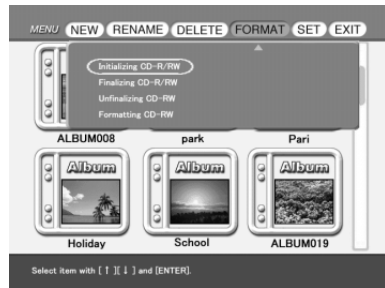 MENU NEW RENAME DELETE FORMAT SET EXIT
Initializing CD-R/RW
Finalizing CD-R/RW
Unfinalizing CD-RW
Formatting CD-RW
ALBUM008 park Pari
Album Album Album
Holiday School ALBUM019
Select item with [ ↑ ][ ↓ ] and [ENTER].